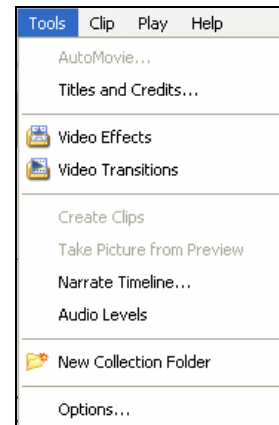 Tools Clip Play Help
AutoMovie...
Titles and Credits...
Video Effects
Video Transitions
Create Clips
Take Picture from Preview
Narrate Timeline...
Audio Levels
New Collection Folder
Options...